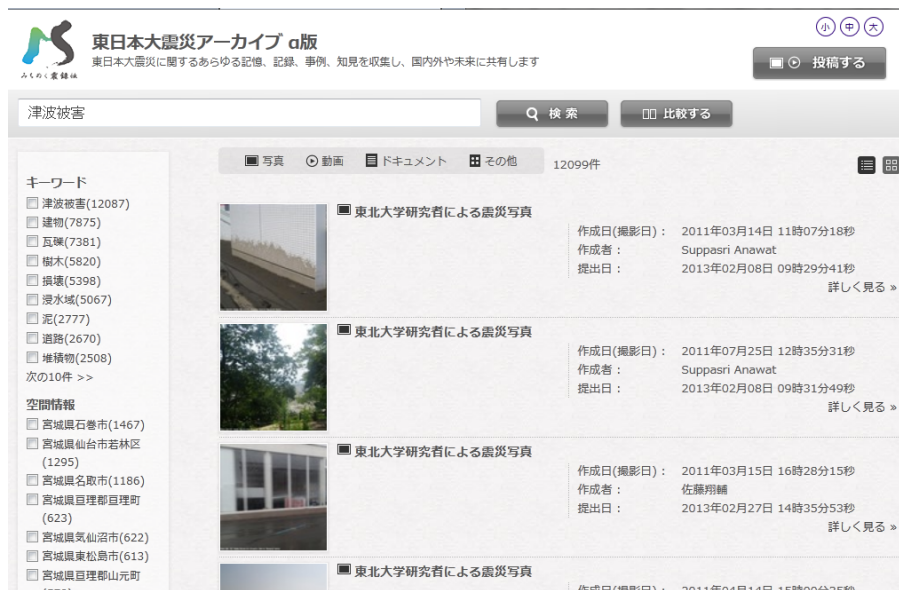 みちのく震録伝
東日本大震災アーカイブ α版
東日本大震災に関するあらゆる記憶、記録、事例、知見を収集し、国内外や未来に共有します
小 中 大
投稿する
津波被害
検索
比較する
写真 動画 ドキュメント その他
12099件
キーワード
津波被害(12087)
建物(7875)
瓦礫(7381)
樹木(5820)
損壊(5398)
浸水域(5067)
泥(2777)
道路(2670)
堆積物(2508)
次の10件 >>
空間情報
宮城県石巻市(1467)
宮城県仙台市若林区
(1295)
宮城県名取市(1186)
宮城県亘理郡亘理町
(623)
宮城県気仙沼市(622)
宮城県東松島市(613)
宮城県亘理郡山元町
東北大学研究者による震災写真
作成日(撮影日): 2011年03月14日 11時07分18秒
作成者: Suppasri Anawat
提出日: 2013年02月08日 09時29分41秒
詳しく見る »
東北大学研究者による震災写真
作成日(撮影日): 2011年07月25日 12時35分31秒
作成者: Suppasri Anawat
提出日: 2013年02月08日 09時31分49秒
詳しく見る »
東北大学研究者による震災写真
作成日(撮影日): 2011年03月15日 16時28分15秒
作成者: 佐藤翔輔
提出日: 2013年02月27日 14時35分53秒
詳しく見る »
東北大学研究者による震災写真